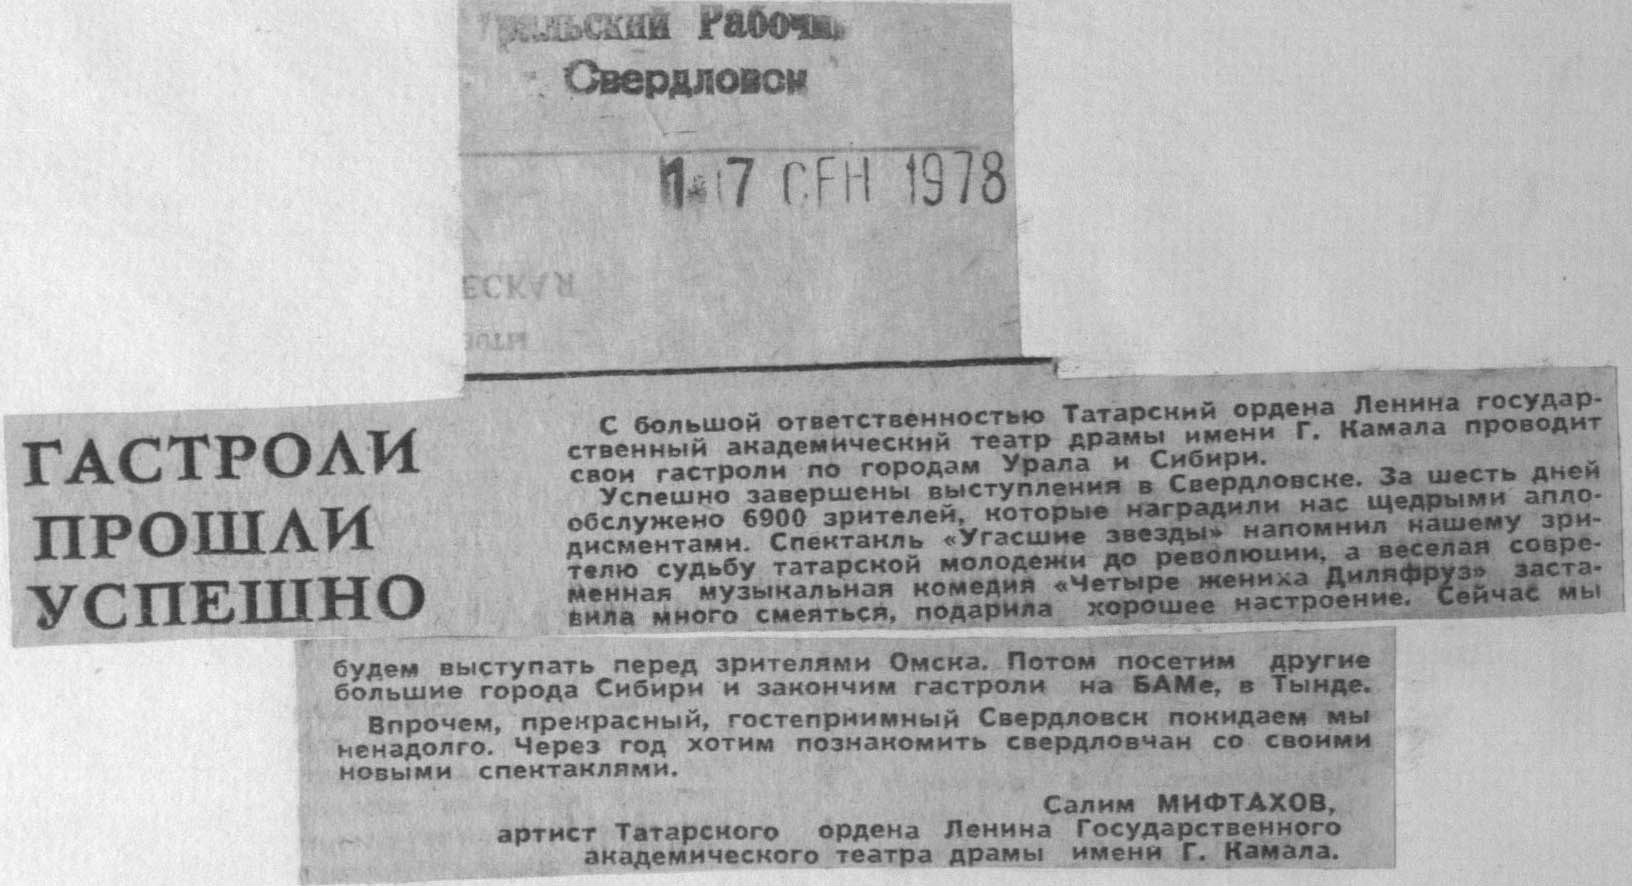 Уральский Рабочий
Свердловск
17 СЕН 1978
ЕСКАЯ
ГАСТРОЛИ
ПРОШЛИ
УСПЕШНО
С большой ответственностью Татарский ордена Ленина государ-
ственный академический театр драмы имени Г. Камала проводит
свои гастроли по городам Урала и Сибири.
Успешно завершены выступления в Свердловске. За шесть дней
обслужено 6900 зрителей, которые наградили нас щедрыми апло-
дисментами. Спектакль «Угасшие звезды» напомнил нашему зри-
телю судьбу татарской молодежи до революции, а веселая совре-
менная музыкальная комедия «Четыре жениха Диляфруз» заста-
вила много смеяться, подарила хорошее настроение. Сейчас мы
будем выступать перед зрителями Омска. Потом посетим другие
большие города Сибири и закончим гастроли на БАМе, в Тынде.
Впрочем, прекрасный, гостеприимный Свердловск покидаем мы
ненадолго. Через год хотим познакомить свердловчан со своими
новыми спектаклями.
Салим МИФТАХОВ,
артист Татарского ордена Ленина Государственного
академического театра драмы имени Г. Камала.